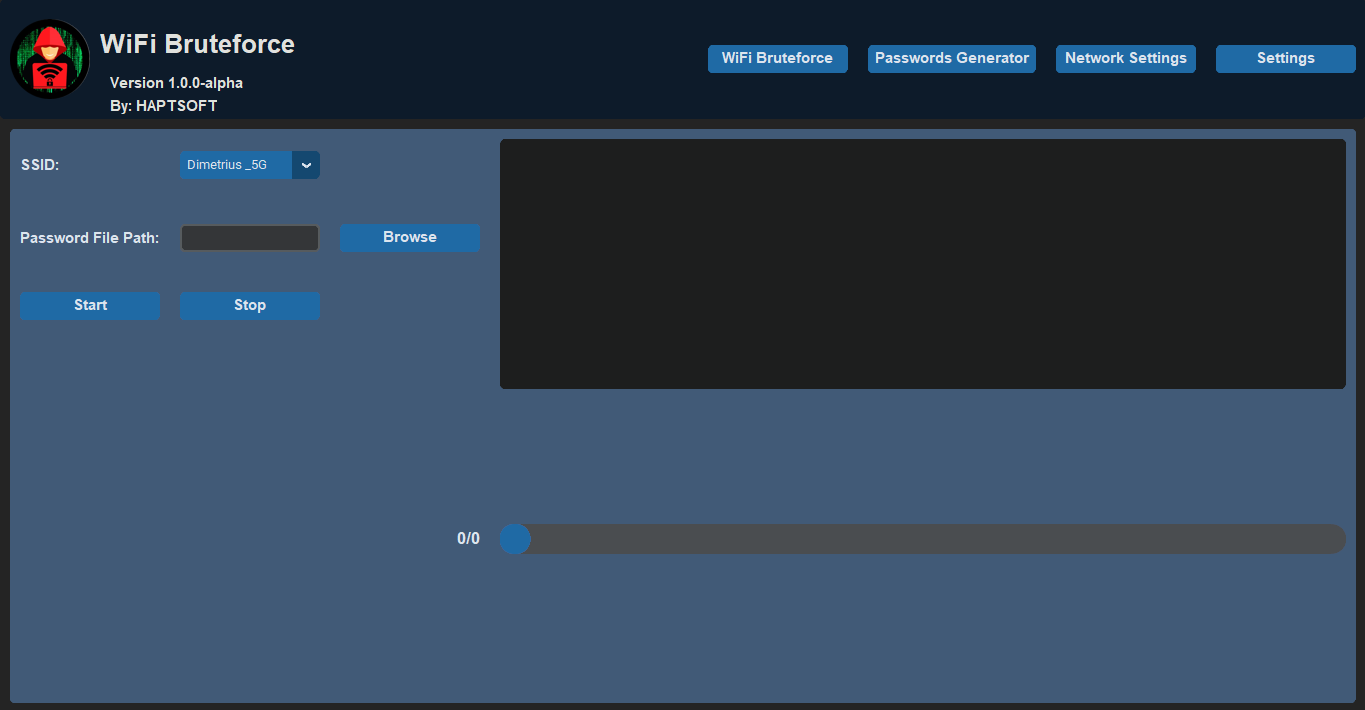 WiFi Bruteforce
Version 1.0.0-alpha
By: HAPTSOFT
WiFi Bruteforce Passwords Generator Network Settings Settings
SSID: Dimetrius _5G
Password File Path: Browse
Start Stop
0/0